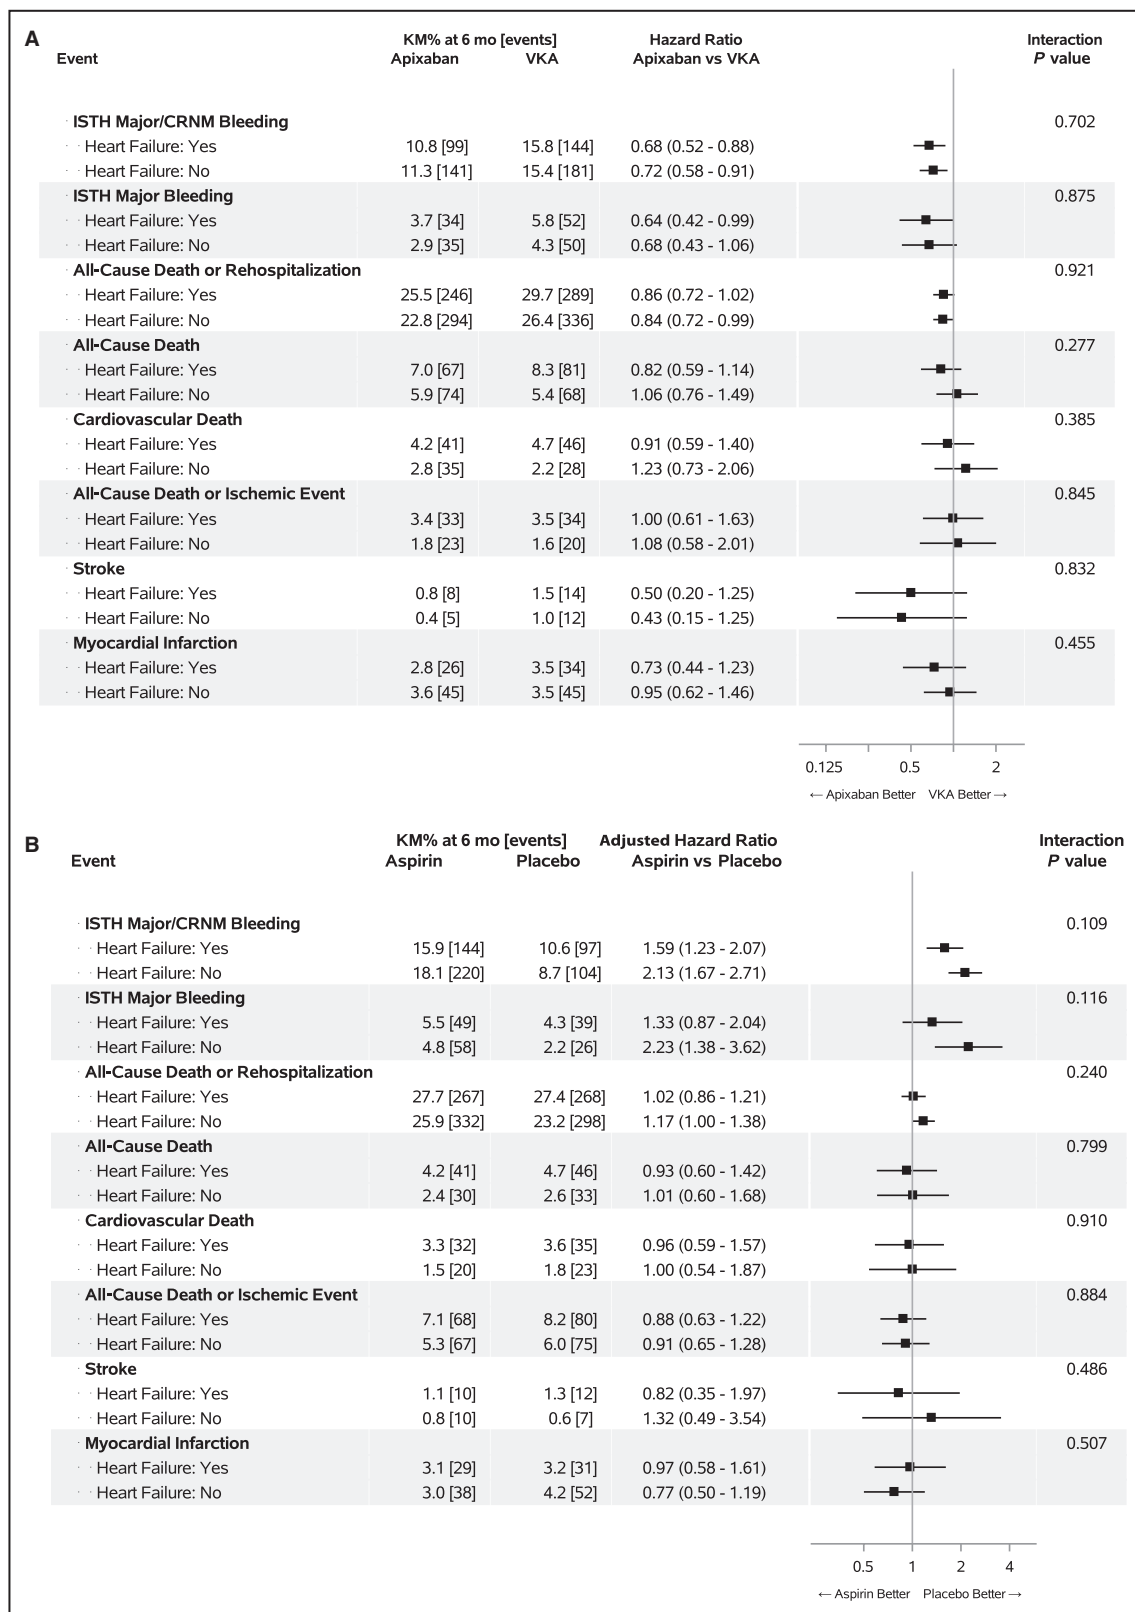 A
KM% at 6 mo [events] Hazard Ratio Interaction
Event Apixaban VKA Apixaban vs VKA P value
ISTH Major/CRNM Bleeding 0.702
Heart Failure: Yes 10.8 [99] 15.8 [144] 0.68 (0.52 - 0.88)
Heart Failure: No 11.3 [141] 15.4 [181] 0.72 (0.58 - 0.91)
ISTH Major Bleeding 0.875
Heart Failure: Yes 3.7 [34] 5.8 [52] 0.64 (0.42 - 0.99)
Heart Failure: No 2.9 [35] 4.3 [50] 0.68 (0.43 - 1.06)
All-Cause Death or Rehospitalization 0.921
Heart Failure: Yes 25.5 [246] 29.7 [289] 0.86 (0.72 - 1.02)
Heart Failure: No 22.8 [294] 26.4 [336] 0.84 (0.72 - 0.99)
All-Cause Death 0.277
Heart Failure: Yes 7.0 [67] 8.3 [81] 0.82 (0.59 - 1.14)
Heart Failure: No 5.9 [74] 5.4 [68] 1.06 (0.76 - 1.49)
Cardiovascular Death 0.385
Heart Failure: Yes 4.2 [41] 4.7 [46] 0.91 (0.59 - 1.40)
Heart Failure: No 2.8 [35] 2.2 [28] 1.23 (0.73 - 2.06)
All-Cause Death or Ischemic Event 0.845
Heart Failure: Yes 3.4 [33] 3.5 [34] 1.00 (0.61 - 1.63)
Heart Failure: No 1.8 [23] 1.6 [20] 1.08 (0.58 - 2.01)
Stroke 0.832
Heart Failure: Yes 0.8 [8] 1.5 [14] 0.50 (0.20 - 1.25)
Heart Failure: No 0.4 [5] 1.0 [12] 0.43 (0.15 - 1.25)
Myocardial Infarction 0.455
Heart Failure: Yes 2.8 [26] 3.5 [34] 0.73 (0.44 - 1.23)
Heart Failure: No 3.6 [45] 3.5 [45] 0.95 (0.62 - 1.46)
0.125 0.5 2
← Apixaban Better VKA Better →
B
KM% at 6 mo [events] Adjusted Hazard Ratio Interaction
Event Aspirin Placebo Aspirin vs Placebo P value
ISTH Major/CRNM Bleeding 0.109
Heart Failure: Yes 15.9 [144] 10.6 [97] 1.59 (1.23 - 2.07)
Heart Failure: No 18.1 [220] 8.7 [104] 2.13 (1.67 - 2.71)
ISTH Major Bleeding 0.116
Heart Failure: Yes 5.5 [49] 4.3 [39] 1.33 (0.87 - 2.04)
Heart Failure: No 4.8 [58] 2.2 [26] 2.23 (1.38 - 3.62)
All-Cause Death or Rehospitalization 0.240
Heart Failure: Yes 27.7 [267] 27.4 [268] 1.02 (0.86 - 1.21)
Heart Failure: No 25.9 [332] 23.2 [298] 1.17 (1.00 - 1.38)
All-Cause Death 0.799
Heart Failure: Yes 4.2 [41] 4.7 [46] 0.93 (0.60 - 1.42)
Heart Failure: No 2.4 [30] 2.6 [33] 1.01 (0.60 - 1.68)
Cardiovascular Death 0.910
Heart Failure: Yes 3.3 [32] 3.6 [35] 0.96 (0.59 - 1.57)
Heart Failure: No 1.5 [20] 1.8 [23] 1.00 (0.54 - 1.87)
All-Cause Death or Ischemic Event 0.884
Heart Failure: Yes 7.1 [68] 8.2 [80] 0.88 (0.63 - 1.22)
Heart Failure: No 5.3 [67] 6.0 [75] 0.91 (0.65 - 1.28)
Stroke 0.486
Heart Failure: Yes 1.1 [10] 1.3 [12] 0.82 (0.35 - 1.97)
Heart Failure: No 0.8 [10] 0.6 [7] 1.32 (0.49 - 3.54)
Myocardial Infarction 0.507
Heart Failure: Yes 3.1 [29] 3.2 [31] 0.97 (0.58 - 1.61)
Heart Failure: No 3.0 [38] 4.2 [52] 0.77 (0.50 - 1.19)
0.5 1 2 4
← Aspirin Better Placebo Better →